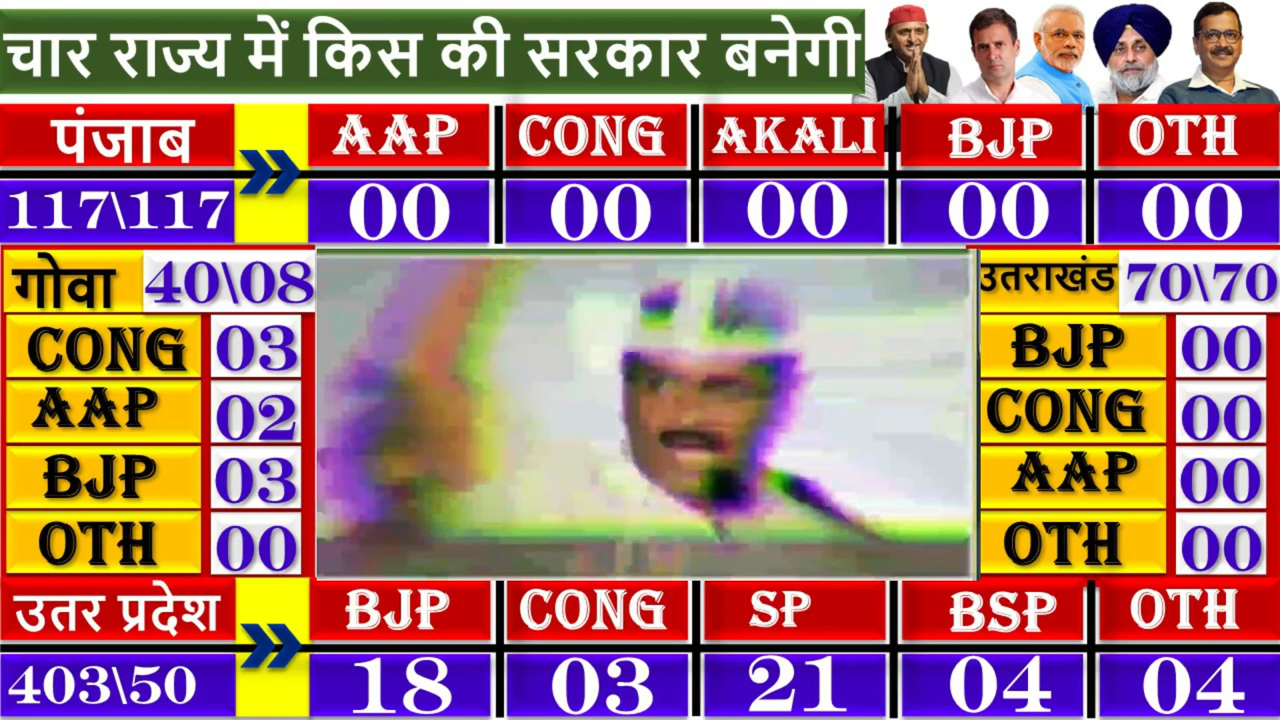 चार राज्य में किस की सरकार बनेगी
पंजाब AAP CONG AKALI BJP OTH
117\117 00 00 00 00 00
गोवा 40\08
CONG 03
AAP 02
BJP 03
OTH 00
उतराखंड 70\70
BJP 00
CONG 00
AAP 00
OTH 00
उतर प्रदेश BJP CONG SP BSP OTH
403\50 18 03 21 04 04